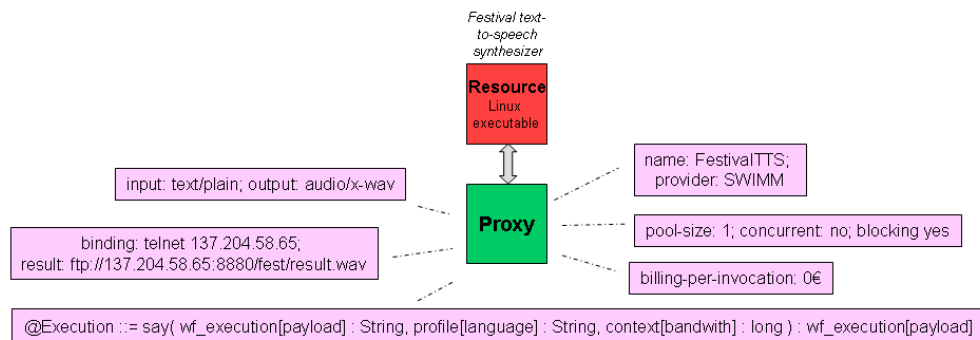 Festival text-
to-speech
synthesizer
Resource
Linux
executable
name: FestivalTTS;
provider: SWIMM
input: text/plain; output: audio/x-wav
Proxy
pool-size: 1; concurrent: no; blocking yes
binding: telnet 137.204.58.65;
result: ftp://137.204.58.65:8880/fest/result.wav
billing-per-invocation: 0€
@Execution ::= say( wf_execution[payload] : String, profile[language] : String, context[bandwith] : long ) : wf_execution[payload]